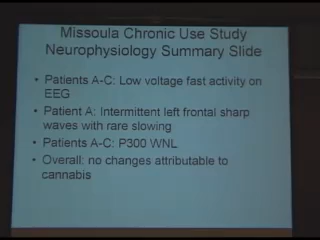 Missoula Chronic Use Study
Neurophysiology Summary Slide
• Patients A-C: Low voltage fast activity on
EEG
• Patient A: Intermittent left frontal sharp
waves with rare slowing
• Patients A-C: P300 WNL
• Overall: no changes attributable to
cannabis